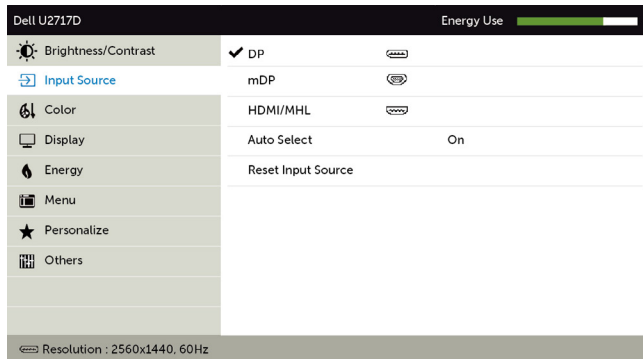 Dell U2717D Energy Use
Brightness/Contrast
Input Source
Color
Display
Energy
Menu
Personalize
Others
DP
mDP
HDMI/MHL
Auto Select On
Reset Input Source
Resolution : 2560x1440, 60Hz